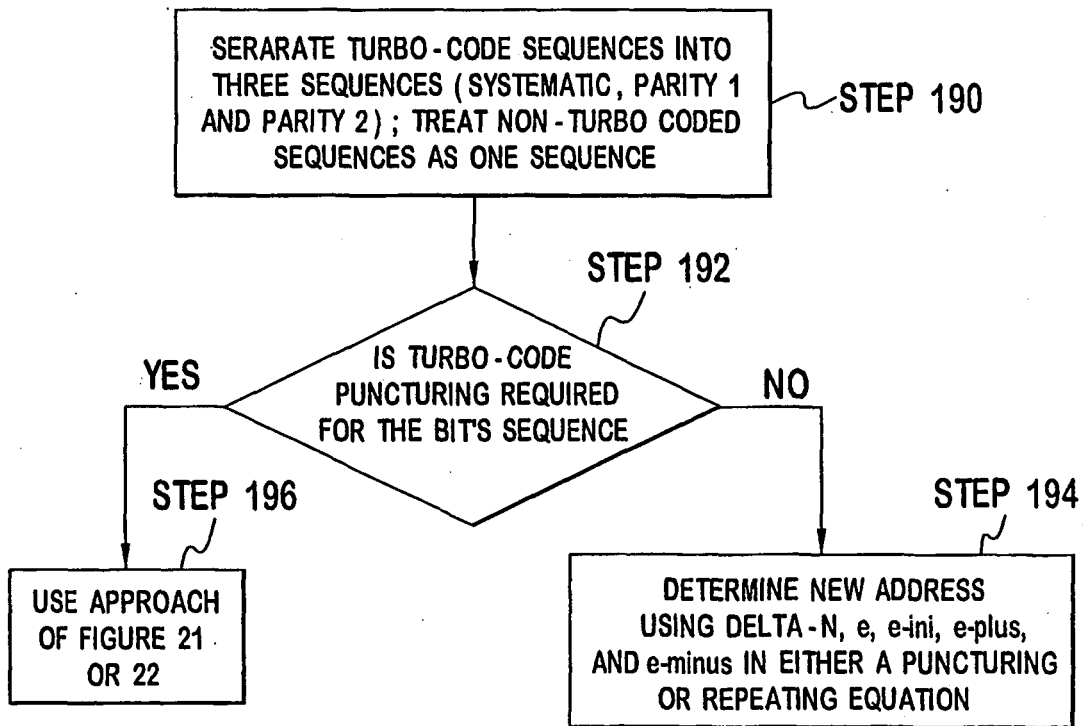 SERARATE TURBO-CODE SEQUENCES INTO
THREE SEQUENCES (SYSTEMATIC, PARITY 1
AND PARITY 2); TREAT NON-TURBO CODED
SEQUENCES AS ONE SEQUENCE
STEP 190
STEP 192
IS TURBO-CODE
PUNCTURING REQUIRED
FOR THE BIT'S SEQUENCE
YES
NO
STEP 196
USE APPROACH
OF FIGURE 21
OR 22
STEP 194
DETERMINE NEW ADDRESS
USING DELTA-N, e, e-ini, e-plus,
AND e-minus IN EITHER A PUNCTURING
OR REPEATING EQUATION